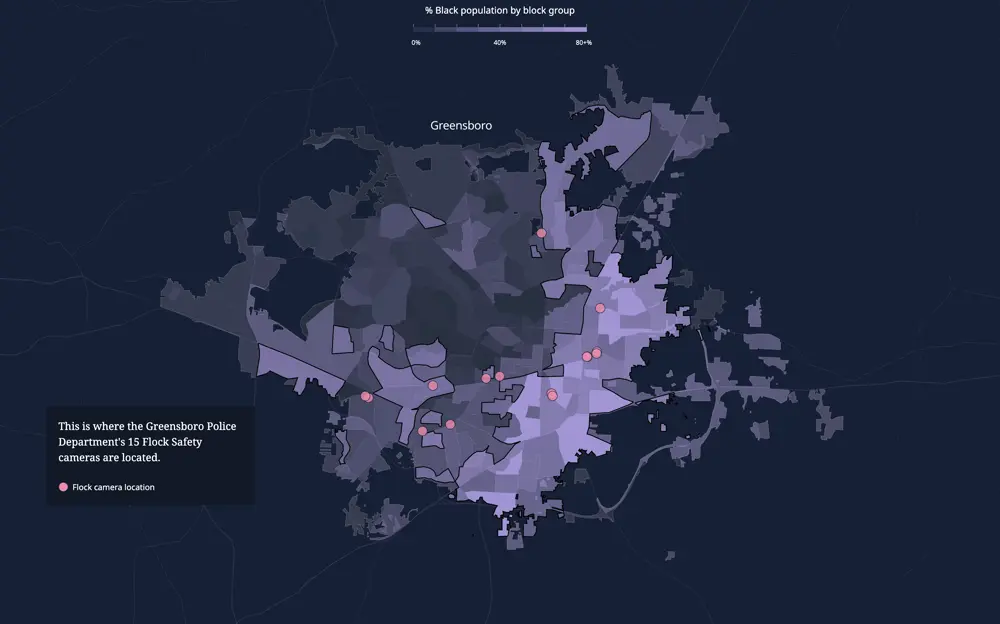 % Black population by block group
0%
40%
80+%
Greensboro
This is where the Greensboro Police
Department's 15 Flock Safety
cameras are located.
Flock camera location